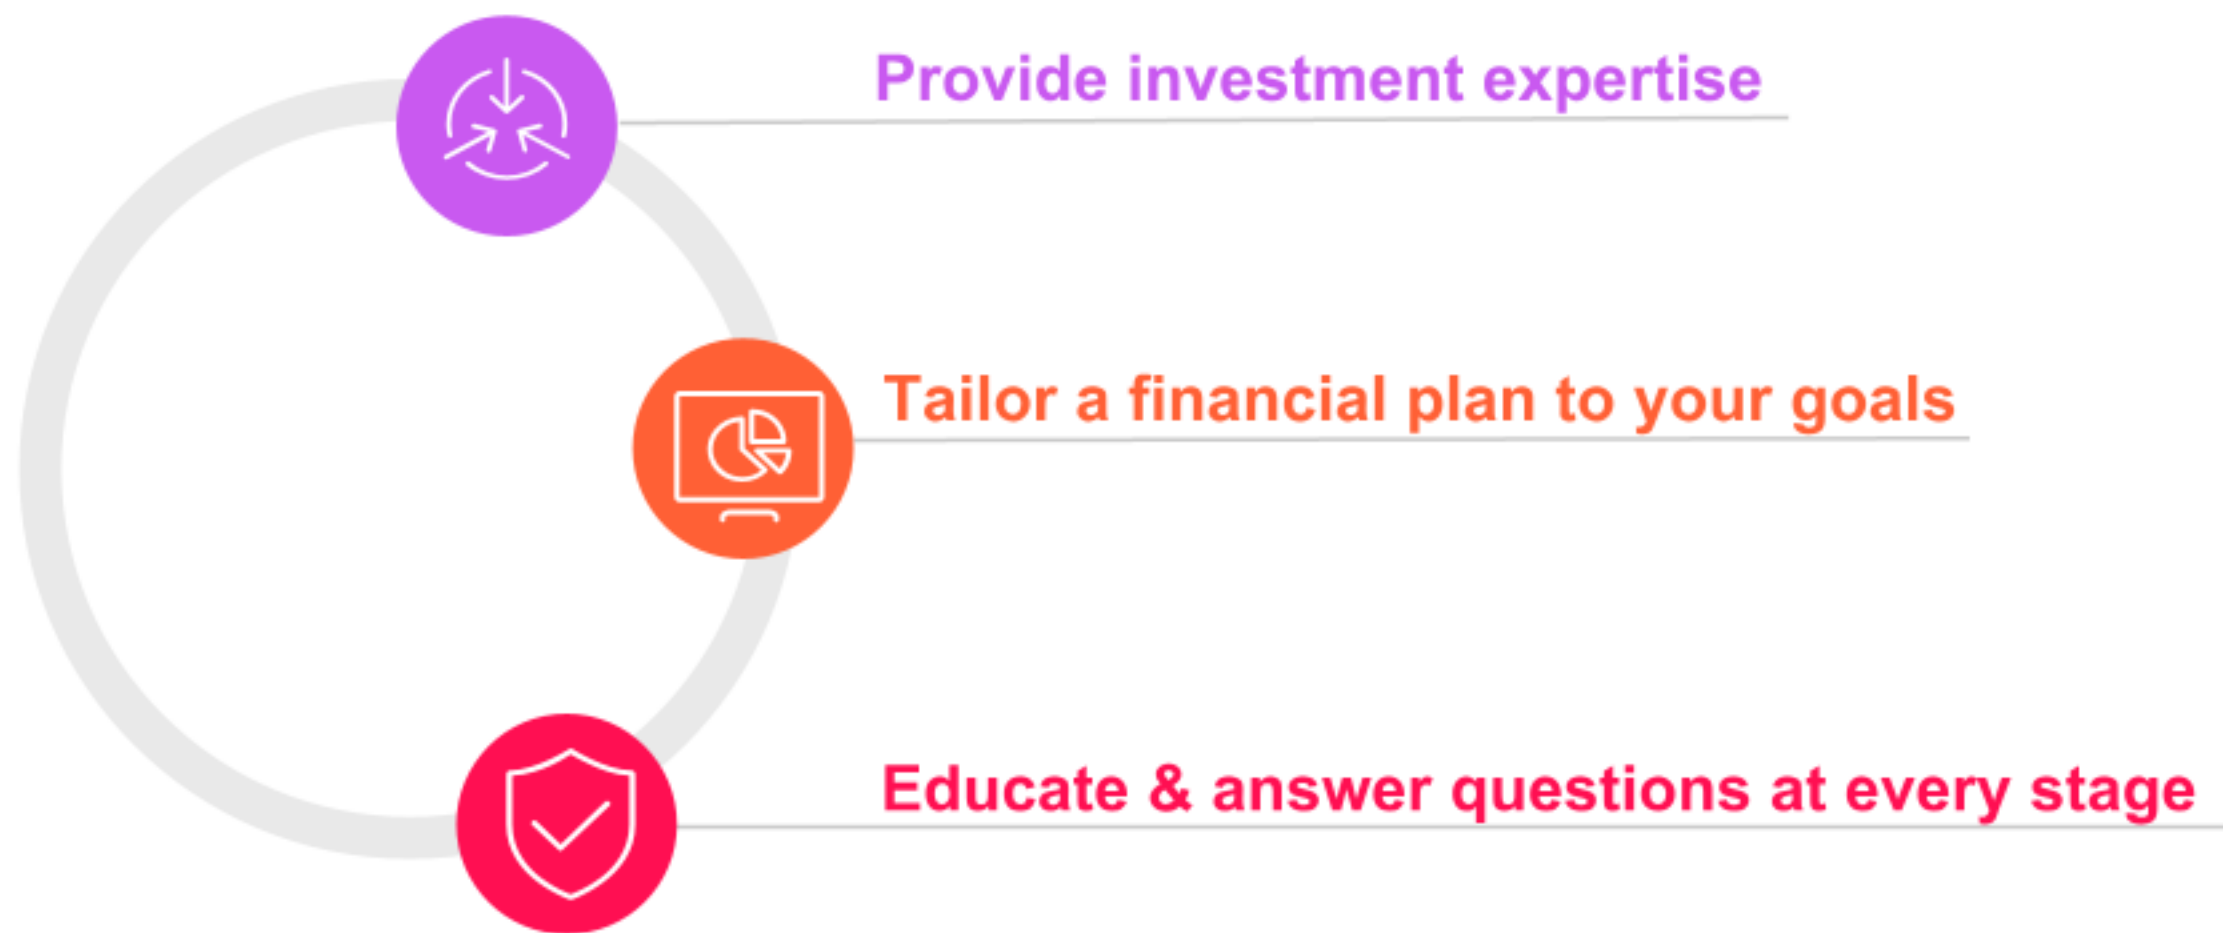 Provide investment expertise
Tailor a financial plan to your goals
Educate & answer questions at every stage